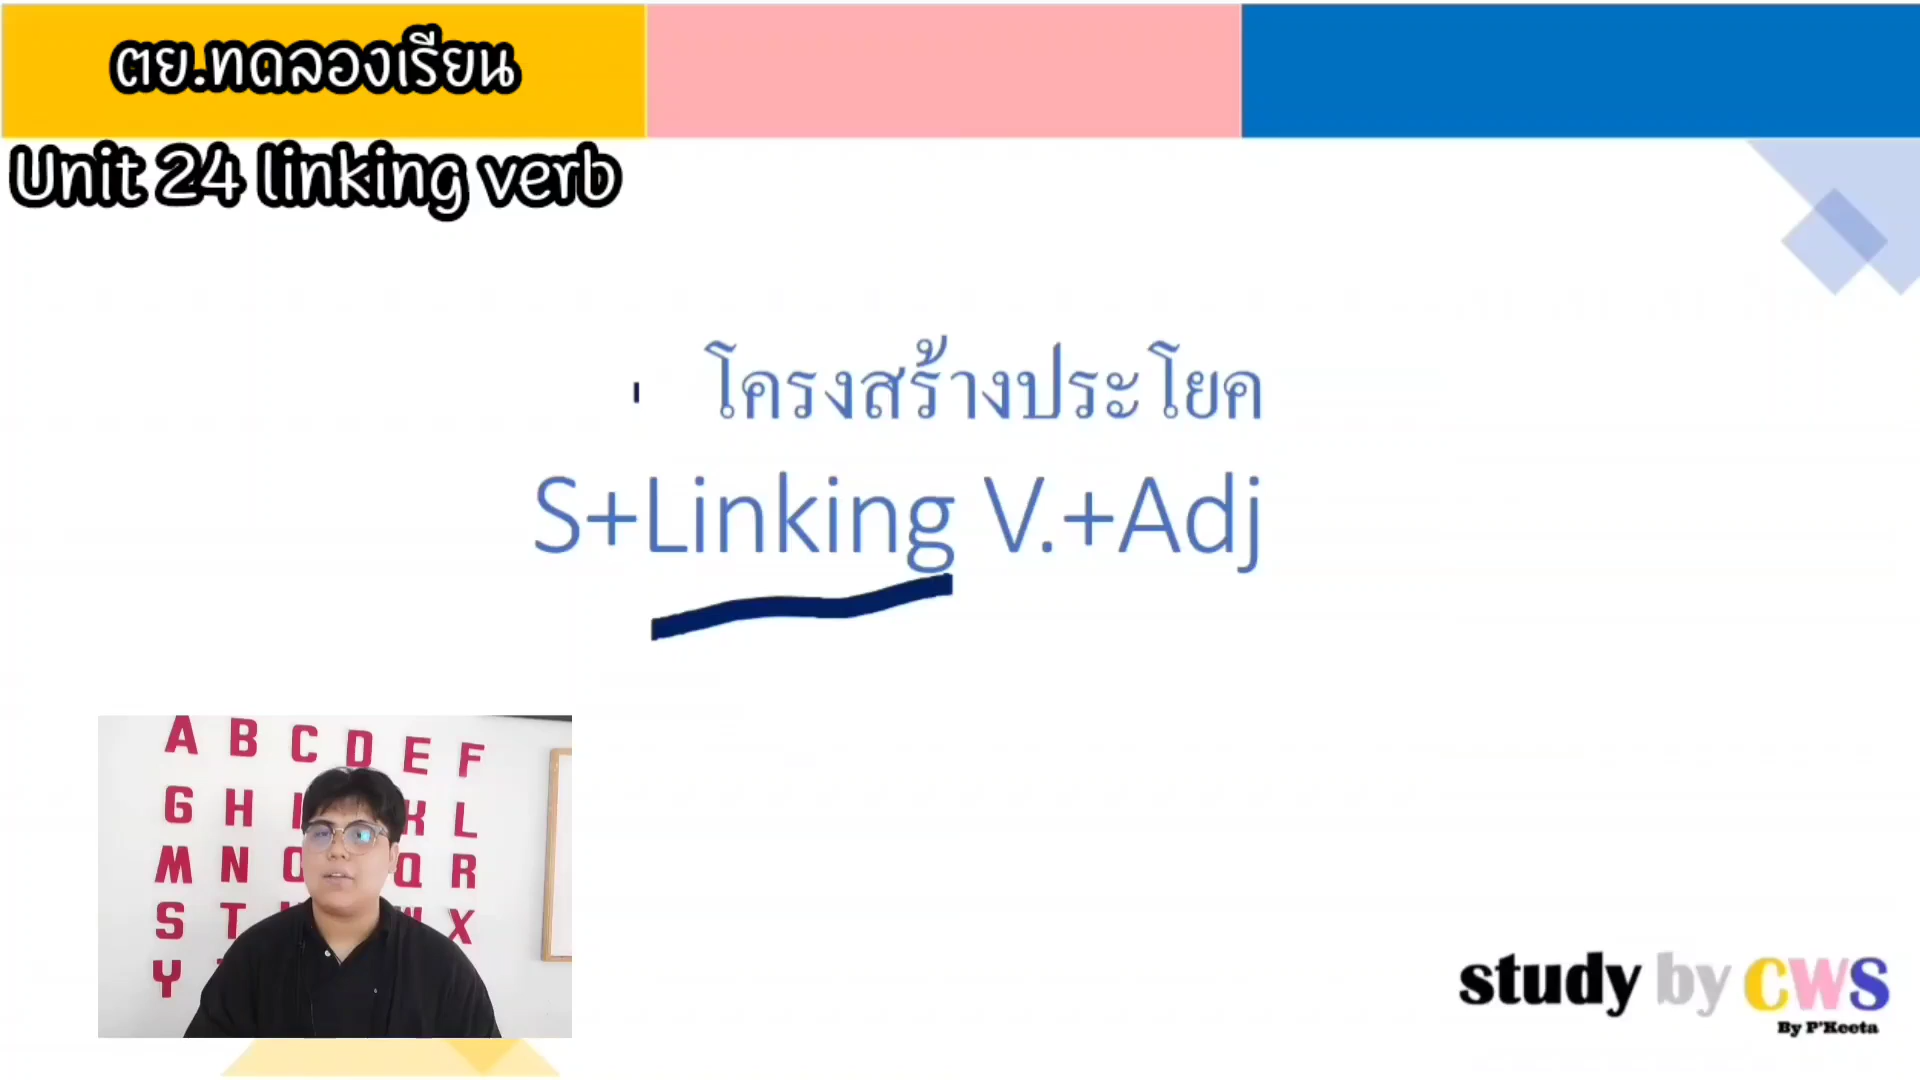 ตย.ทดลองเรียน
Unit 24 linking verb
โครงสร้างประโยค
S+Linking V.+Adj
A B C D E F
G H I K L
M N O Q R
S T W X
Y
study by CWS
By P'Keeta